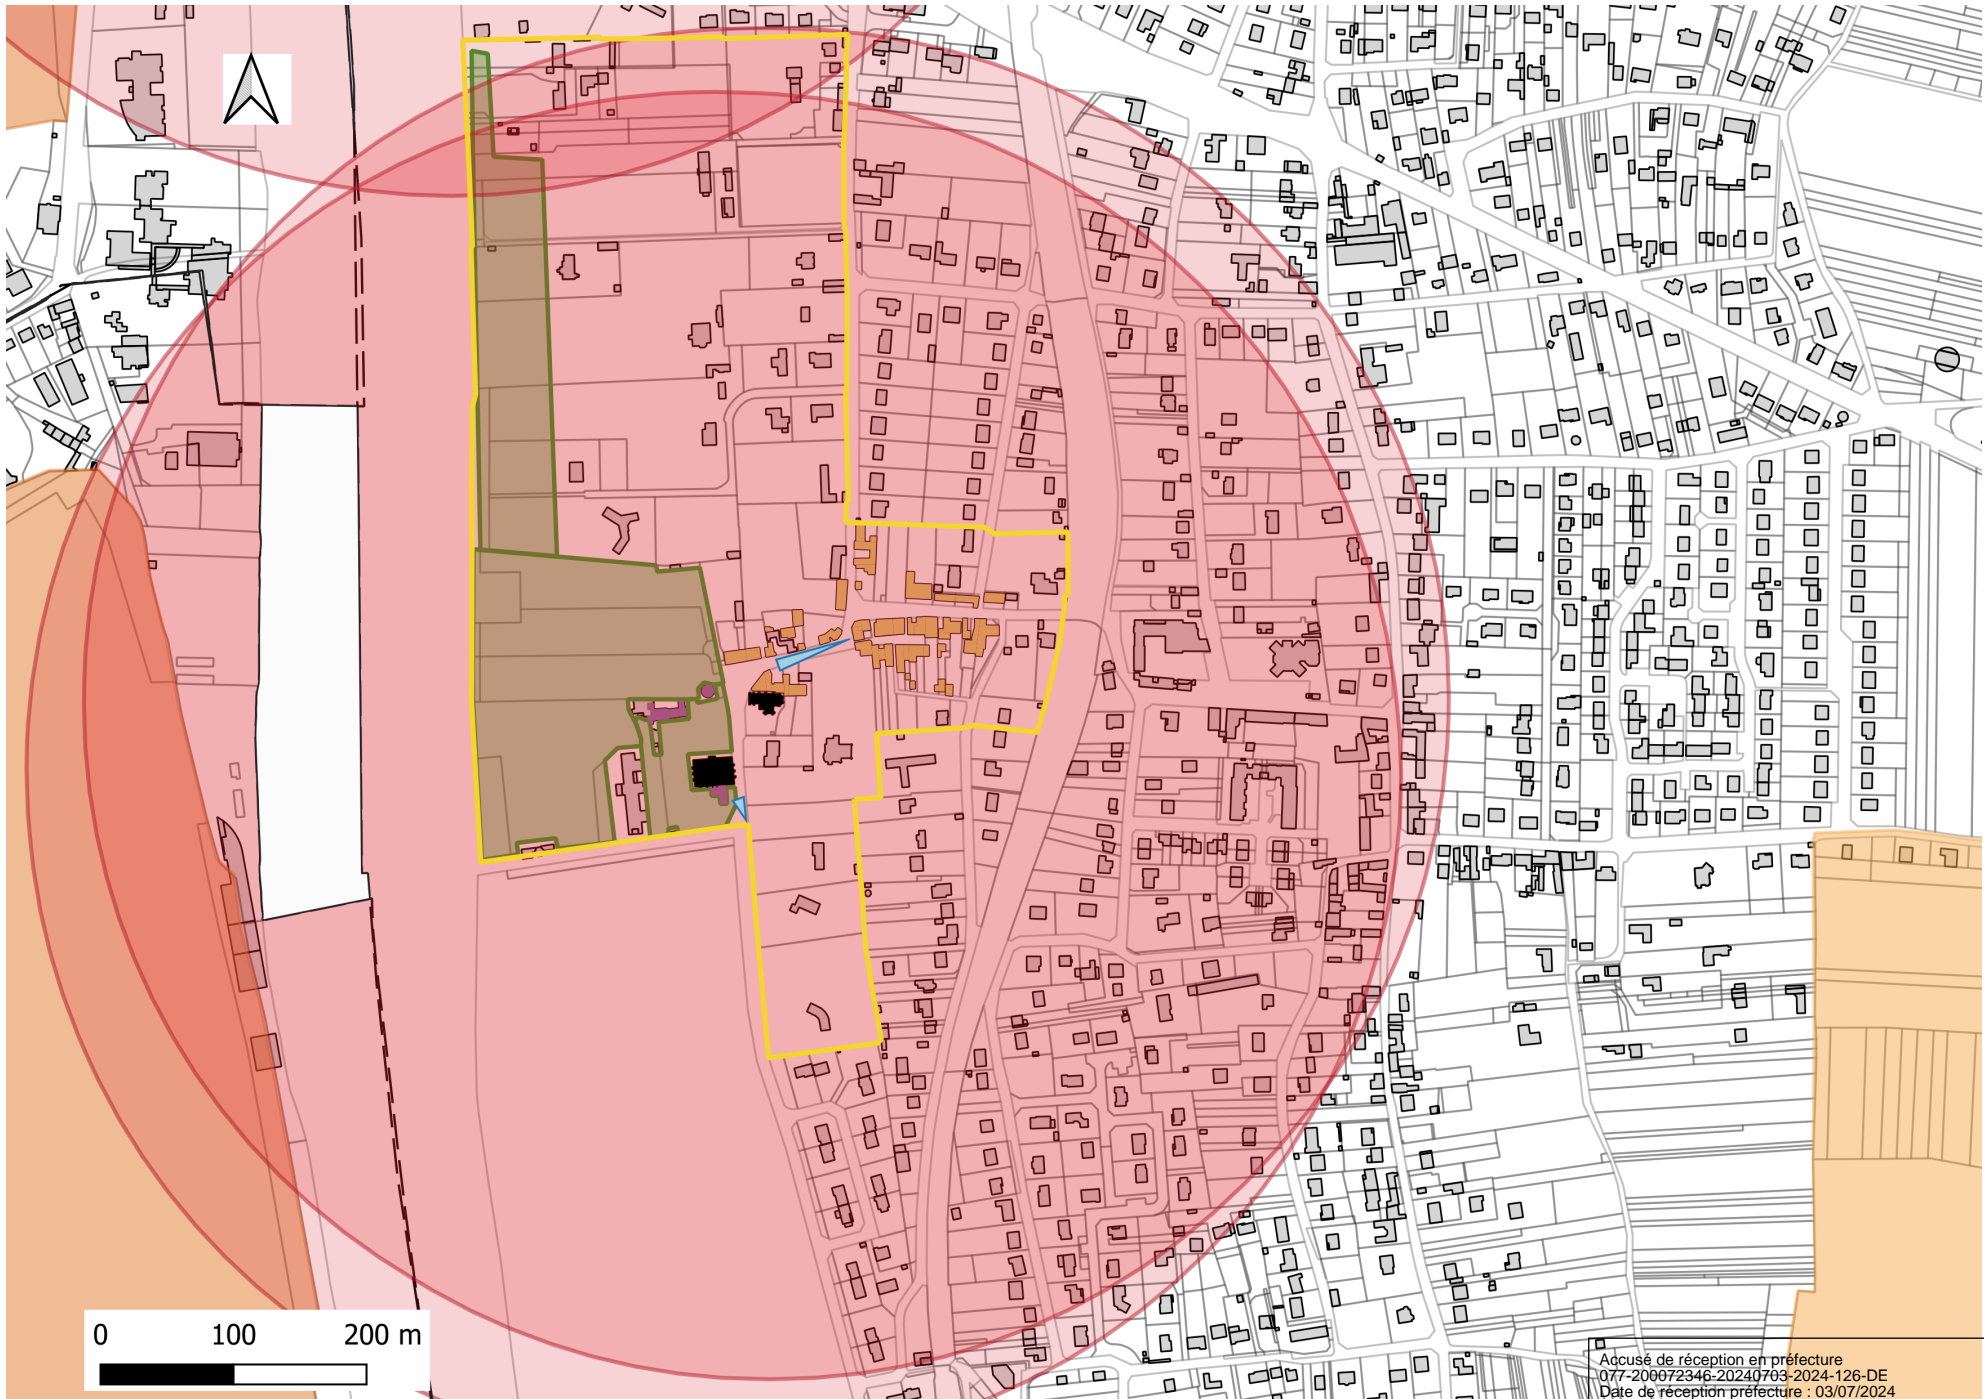 0 100 200 m
Accusé de réception en préfecture
077-200072346-20240703-2024-126-DE
Date de réception préfecture : 03/07/2024